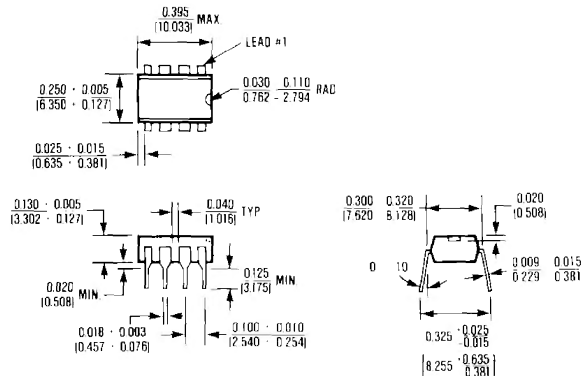 0.395 MAX
(10.033)
LEAD #1
0.250 · 0.005
(6.350 · 0.127)
0.030 – 0.110 RAD
0.762 – 2.794
0.025 · 0.015
(0.635 · 0.381)
0.130 · 0.005
(3.302 · 0.127)
0.040 TYP
(1.016)
0.020 MIN
(0.508)
0.125 MIN
(3.175)
0.018 · 0.003
(0.457 · 0.076)
0.100 · 0.010
(2.540 · 0.254)
0.300 0.320
(7.620 8.128)
0.020
(0.508)
0 10
0.009 0.015
0.229 0.381
0.325 +0.025
-0.015
[8.255 +0.635
0.381]